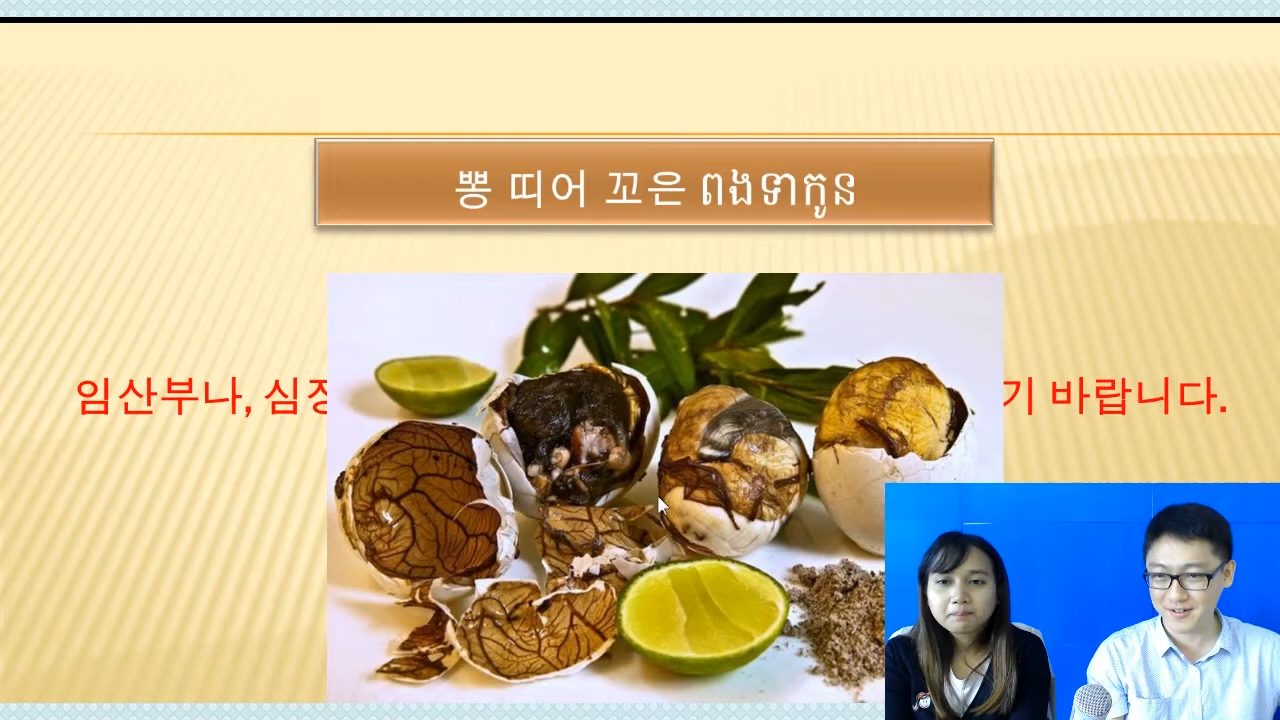 뽕 띠어 꼬은 ពងទាកូន
임산부나, 심 기 바랍니다.